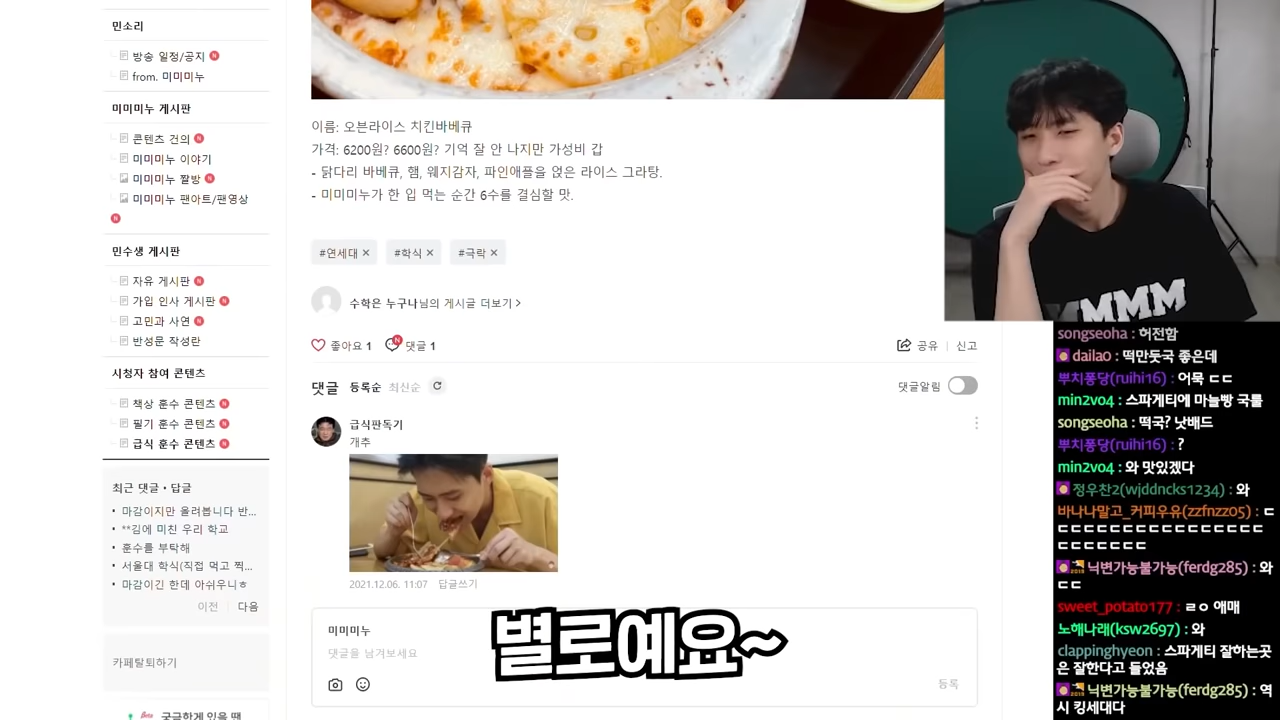 민소리
방송 일정/공지 N
from. 미미미누
미미미누 게시판
콘텐츠 건의 N
미미미누 이야기
미미미누 짤방 N
미미미누 팬아트/팬영상
N
민수생 게시판
자유 게시판 N
가입 인사 게시판 N
고민과 사연 N
반성문 작성란
시청자 참여 콘텐츠
책상 훈수 콘텐츠 N
필기 훈수 콘텐츠 N
급식 훈수 콘텐츠 N
최근 댓글 • 답글
• 마감이지만 올려봅니다 반...
• **김에 미친 우리 학교
• 훈수를 부탁해
• 서울대 학식(직접 먹고 찍...
• 마감이긴 한데 아쉬우니ㅎ
이전 다음
카페탈퇴하기
궁금한게 있을 땐
이름: 오븐라이스 치킨바베큐
가격: 6200원? 6600원? 기억 잘 안 나지만 가성비 갑
- 닭다리 바베큐, 햄, 웨지감자, 파인애플을 얹은 라이스 그라탕.
- 미미미누가 한 입 먹는 순간 6수를 결심할 맛.
#연세대 ✕ #학식 ✕ #극락 ✕
수학은 누구나님의 게시글 더보기 >
좋아요 1 N 댓글 1 공유 신고
댓글 등록순 최신순 댓글알림
급식판독기
개추
2021.12.06. 11:07 답글쓰기
미미미누
댓글을 남겨보세요
등록
별로예요~
MMM
songseoha : 허전함
daila0 : 떡만둣국 좋은데
뿌치퐁당(ruihi16) : 어묵 ㄷㄷ
min2vo4 : 스파게티에 마늘빵 국룰
songseoha : 떡국? 낫배드
뿌치퐁당(ruihi16) : ?
min2vo4 : 와 맛있겠다
정우찬2(wjddncks1234) : 와
바나나말고_커피우유(zzfnzz05) : ㄷ
ㄷㄷㄷㄷㄷㄷㄷㄷㄷㄷㄷㄷㄷㄷㄷㄷ
ㄷㄷㄷㄷㄷㄷㄷ
닉변가능불가능(ferdg285) : 와
ㄷㄷ
sweet_potato177 : ㄹㅇ 애매
노해나래(ksw2697) : 와
clappinghyeon : 스파게티 잘하는곳
은 잘한다고 들었음
닉변가능불가능(ferdg285) : 역
시 킹세대다